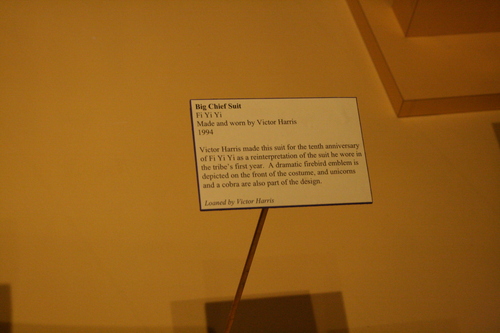 Big Chief Suit
Fi Yi Yi
Made and worn by Victor Harris
1994
Victor Harris made this suit for the tenth anniversary
of Fi Yi Yi as a reinterpretation of the suit he wore in
the tribe's first year. A dramatic firebird emblem is
depicted on the front of the costume, and unicorns
and a cobra are also part of the design.
Loaned by Victor Harris